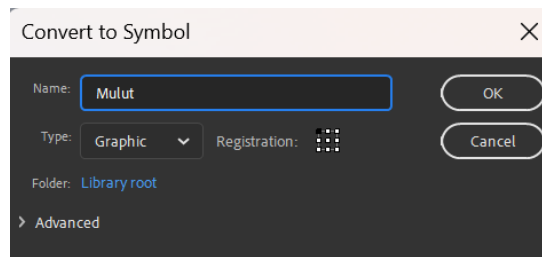 Convert to Symbol
Name: Mulut OK
Type: Graphic Registration: Cancel
Folder: Library root
Advanced